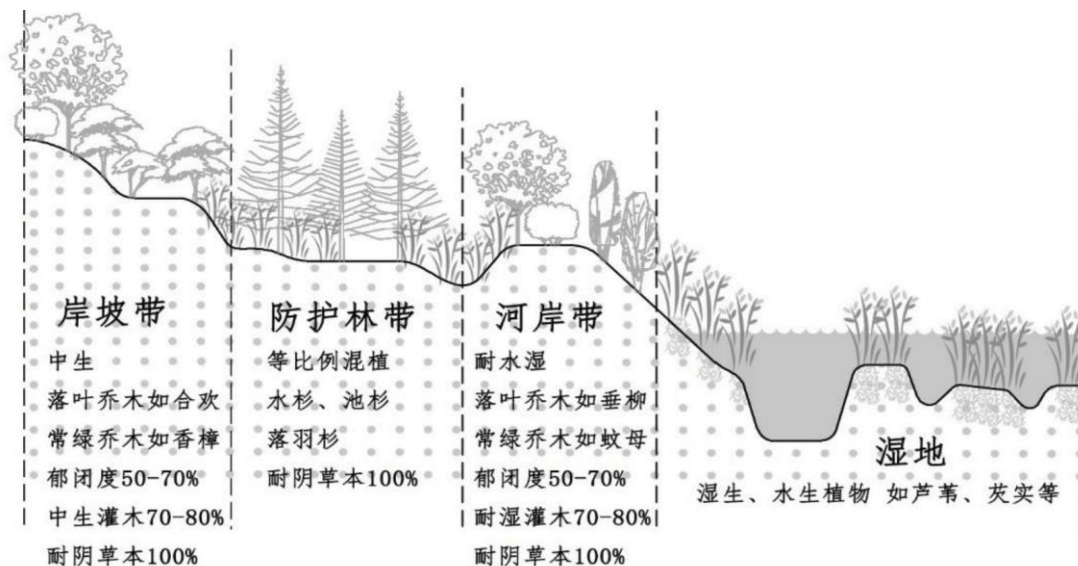 岸坡带
中生
落叶乔木如合欢
常绿乔木如香樟
郁闭度50-70%
中生灌木70-80%
耐阴草本100%
防护林带
等比例混植
水杉、池杉
落羽杉
耐阴草本100%
河岸带
耐水湿
落叶乔木如垂柳
常绿乔木如蚊母
郁闭度50-70%
耐湿灌木70-80%
耐阴草本100%
湿地
湿生、水生植物 如芦苇、芡实等